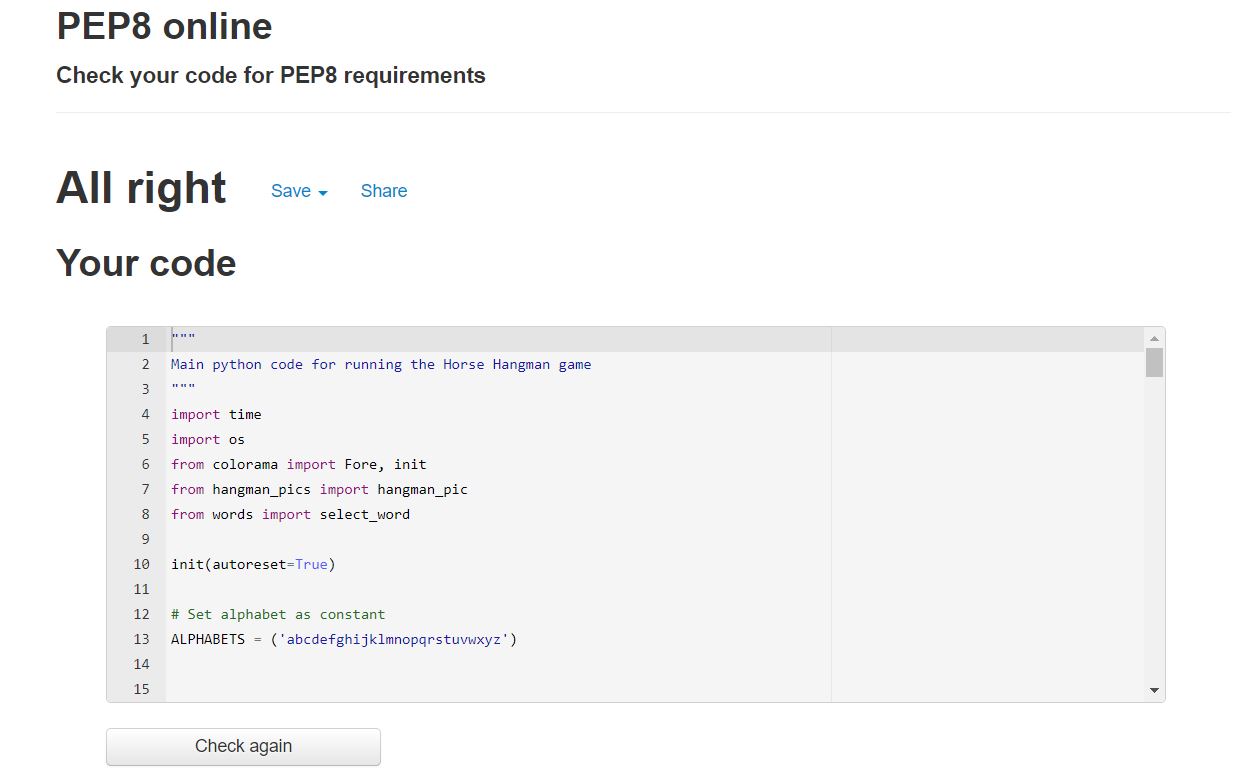 PEP8 online
Check your code for PEP8 requirements
All right Save Share
Your code
1 """
2 Main python code for running the Horse Hangman game
3 """
4 import time
5 import os
6 from colorama import Fore, init
7 from hangman_pics import hangman_pic
8 from words import select_word
9
10 init(autoreset=True)
11
12 # Set alphabet as constant
13 ALPHABETS = ('abcdefghijklmnopqrstuvwxyz')
14
15
Check again